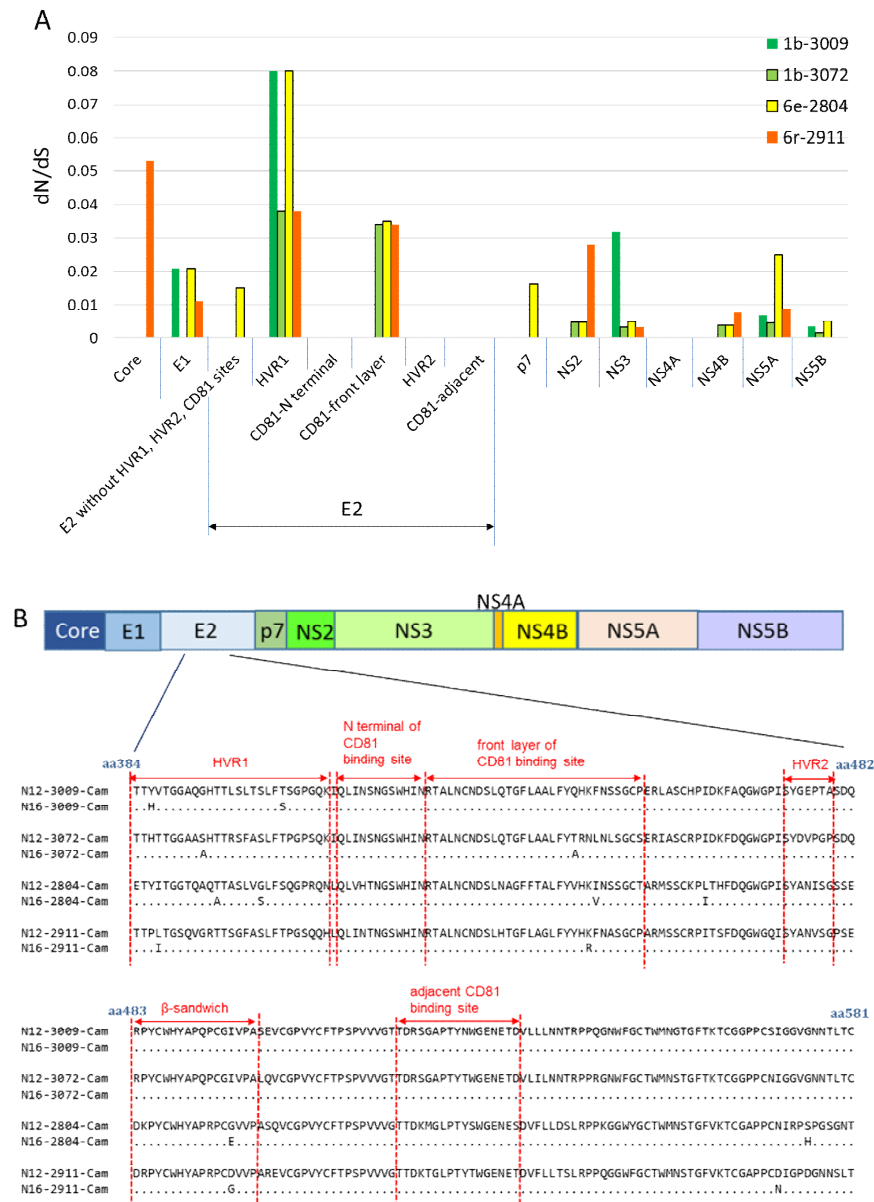 A
0.09
0.08
0.07
0.06
0.05
0.04
0.03
0.02
0.01
0
dN/dS
1b-3009
1b-3072
6e-2804
6r-2911
Core
E1
E2 without HVR1, HVR2, CD81 sites
HVR1
CD81-N terminal
CD81-front layer
HVR2
CD81-adjacent
p7
NS2
NS3
NS4A
NS4B
NS5A
NS5B
E2
B
NS4A
Core E1 E2 p7 NS2 NS3 NS4B NS5A NS5B
aa384 HVR1 N terminal of CD81 binding site front layer of CD81 binding site HVR2 aa482
N12-3009-Cam TTYVTGGAQGHTTLSLTSLFTSGPGQKIQLINSNGSWHINRTALNCNDSLQTGFLAALFYQHKFNSSGCPERLASCHPIDKFAQGWGPISYGEPTASDQ
N16-3009-Cam ..H.................S..............................................................................
N12-3072-Cam TTHTTGGAASHTTRSFASLFTPGPSQKIQLINSNGSWHINRTALNCNDSLQTGFLAALFYTRNLNLSGCSERIASCRPIDKFDQGWGPISYDVPGPSDQ
N16-3072-Cam ..........A..................................................A.....................................
N12-2804-Cam ETYITGGTQAQTTASLVGLFSQGPRQNLQLVHTNGSWHINRTALNCNDSLNAGFFTALFYVHKINSSGCTARMSSCKPLTHFDQGWGPISYANISGSSE
N16-2804-Cam ............A.....S.............................................V...............I....................
N12-2911-Cam TTPLTGSQVGRTTSGFASLFTPGSQQHLQLINTNGSWHINRTALNCNDSLHTGFLAALFYYHKFNASGCPARMSSCRPITSFDQGWGQISYANVSGPSE
N16-2911-Cam ...I...........................................................R...................................
aa483 β-sandwich adjacent CD81 binding site aa581
N12-3009-Cam RPYCWHYAPQPCGIVPASEVCGPVYCFTPSPVVVGTTDRSGAPTYNWGENETDVLLLNNTRPPQGNWFGCTWMNGTGFTKTCGGPPCSIGGVGNNTLTC
N16-3009-Cam ...................................................................................................
N12-3072-Cam RPYCWHYAPQPCGIVPALQVCGPVYCFTPSPVVVGTTDRSGAPTYTWGENETDVLILNNTRPPRGNWFGCTWMNSTGFTKTCGGPPCNIGGVGNNTLTC
N16-3072-Cam ...................................................................................................
N12-2804-Cam DKPYCWHYAPRPCGVVPASQVCGPVYCFTPSPVVVGTTDKMGLPTYSWGENESDVFLLDSLRPPKGGWYGCTWMNSTGFVKTCGAPPCNIRPSPGSGNT
N16-2804-Cam .............E..............................................................................H......
N12-2911-Cam DRPYCWHYAPRPCDVVPAREVCGPVYCFTPSPVVVGTTDKTGLPTYTWGENETDVFLLTSLRPPQGGWFGCTWMNSTGFVKTCGAPPCDIGPDGNNSLT
N16-2911-Cam .............G..........................................................................N..........